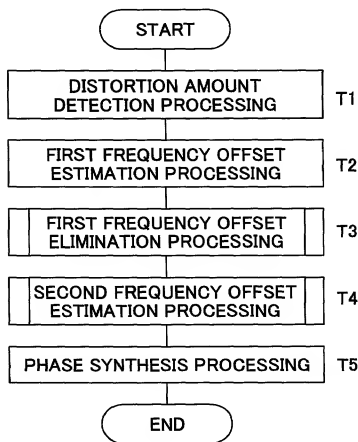 START
DISTORTION AMOUNT
DETECTION PROCESSING
T1
FIRST FREQUENCY OFFSET
ESTIMATION PROCESSING
T2
FIRST FREQUENCY OFFSET
ELIMINATION PROCESSING
T3
SECOND FREQUENCY OFFSET
ESTIMATION PROCESSING
T4
PHASE SYNTHESIS PROCESSING
T5
END